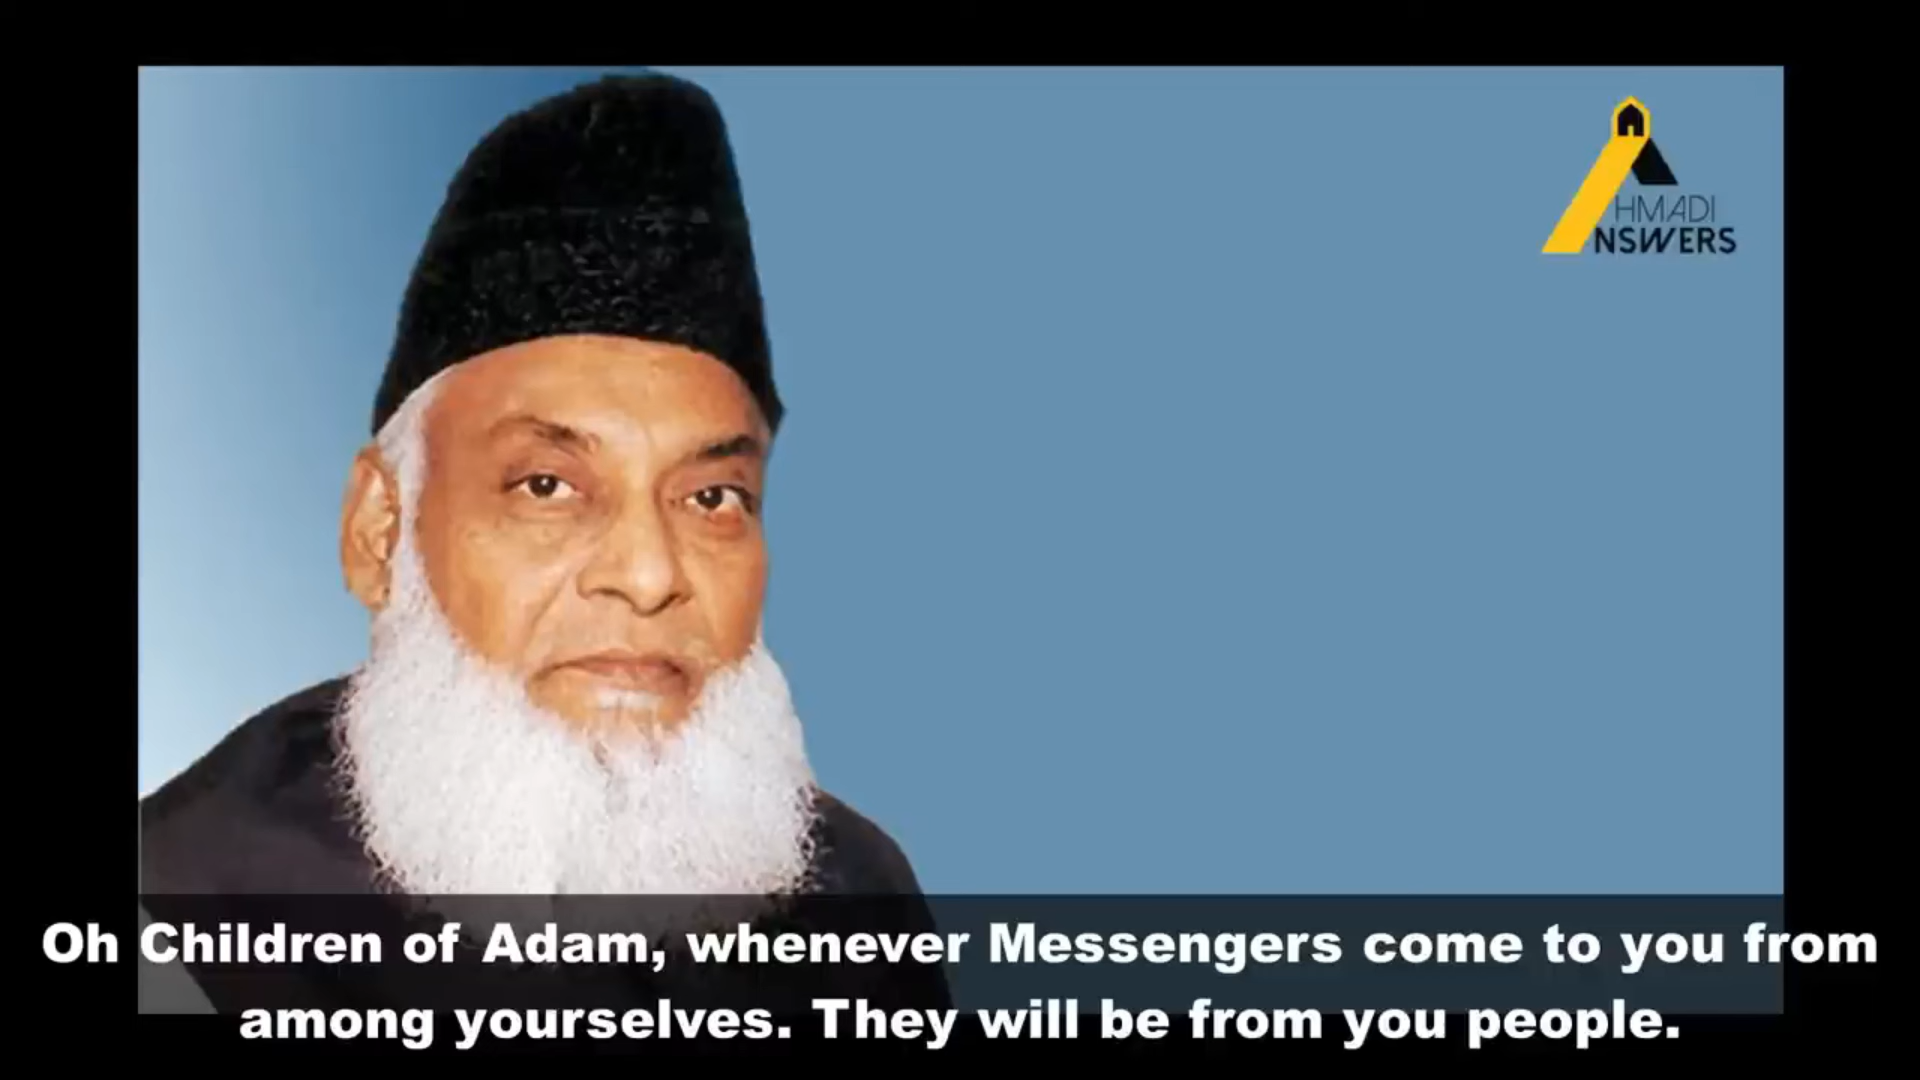 HMADI
NSWERS
Oh Children of Adam, whenever Messengers come to you from
among yourselves. They will be from you people.